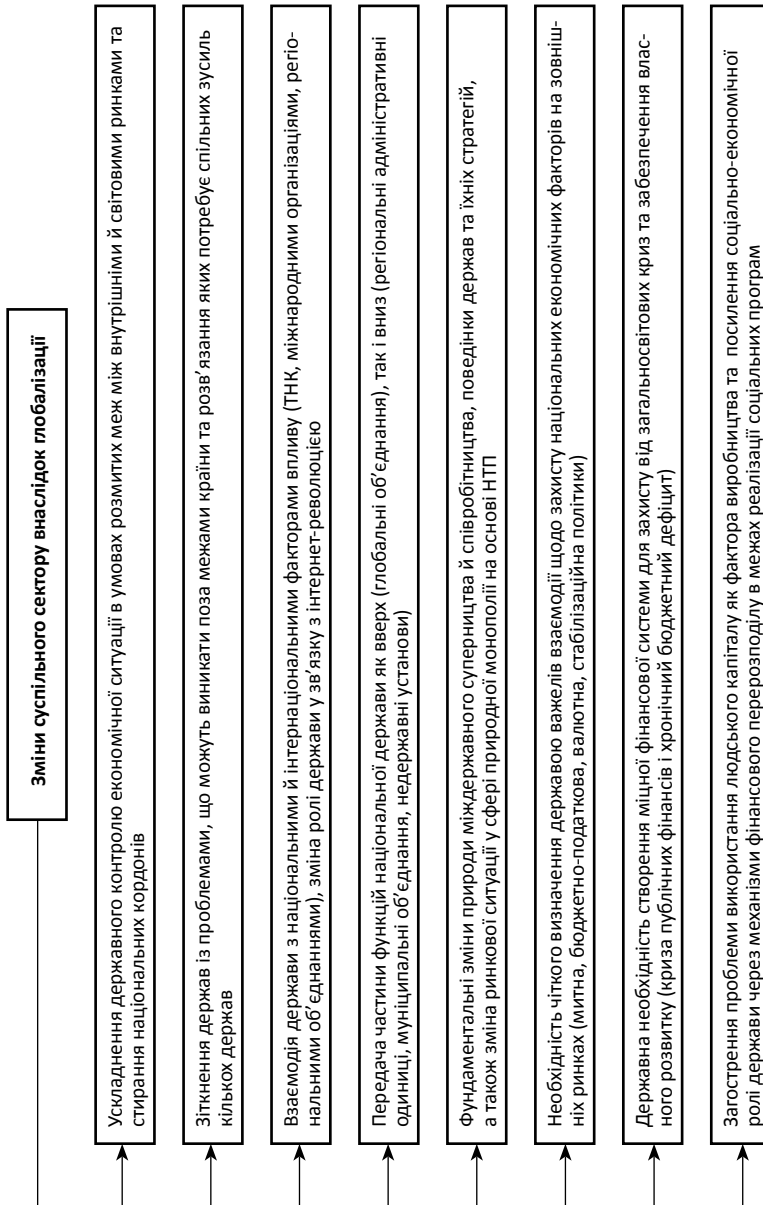 Зміни суспільного сектору внаслідок глобалізації
Ускладнення державного контролю економічної ситуації в умовах розмитих меж між внутрішніми й світовими ринками та
стирання національних кордонів
Зіткнення держав із проблемами, що можуть виникати поза межами країни та розв’язання яких потребує спільних зусиль
кількох держав
Взаємодія держави з національними й інтернаціональними факторами впливу (ТНК, міжнародними організаціями, регіо-
нальними об’єднаннями), зміна ролі держави у зв’язку з інтернет-революцією
Передача частини функцій національної держави як вверх (глобальні об’єднання), так і вниз (регіональні адміністративні
одиниці, муніципальні об’єднання, недержавні установи)
Фундаментальні зміни природи міждержавного суперництва й співробітництва, поведінки держав та їхніх стратегій,
а також зміна ринкової ситуації у сфері природної монополії на основі НТП
Необхідність чіткого визначення державою важелів взаємодії щодо захисту національних економічних факторів на зовніш-
ніх ринках (митна, бюджетно-податкова, валютна, стабілізаційна політики)
Державна необхідність створення міцної фінансової системи для захисту від загальносвітових криз та забезпечення влас-
ного розвитку (криза публічних фінансів і хронічний бюджетний дефіцит)
Загострення проблеми використання людського капіталу як фактора виробництва та посилення соціально-економічної
ролі держави через механізми фінансового перерозподілу в межах реалізації соціальних програм